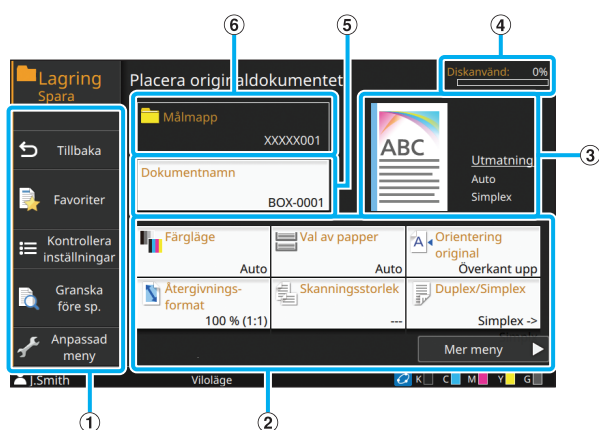 6
5
4
Lagring
Spara
Placera originaldokumentet
Diskanvänd: 0%
Målmapp
XXXXX001
Tillbaka
ABC
Utmatning
Auto
Simplex
3
Dokumentnamn
BOX-0001
Favoriter
Kontrollera
inställningar
Färgläge
Auto
Val av papper
Auto
A
Orientering
original
Överkant upp
Granska
före sp.
Återgivnings-
format
100 % (1:1)
Skanningsstorlek
---
Duplex/Simplex
Simplex ->
Anpassad
meny
Mer meny
J.Smith
Viloläge
K C M Y G
1
2